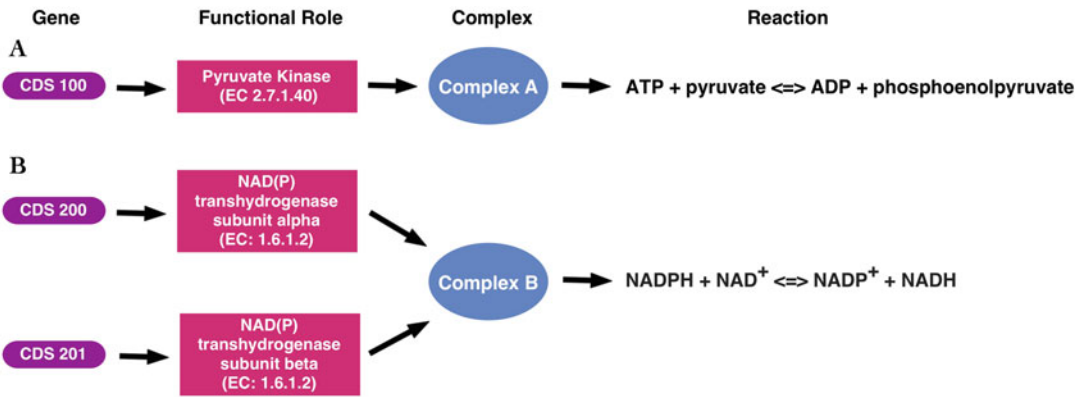 Gene Functional Role Complex Reaction
A
CDS 100
Pyruvate Kinase
(EC 2.7.1.40)
Complex A
ATP + pyruvate <=> ADP + phosphoenolpyruvate
B
CDS 200
NAD(P)
transhydrogenase
subunit alpha
(EC: 1.6.1.2)
Complex B
NADPH + NAD⁺ <=> NADP⁺ + NADH
CDS 201
NAD(P)
transhydrogenase
subunit beta
(EC: 1.6.1.2)